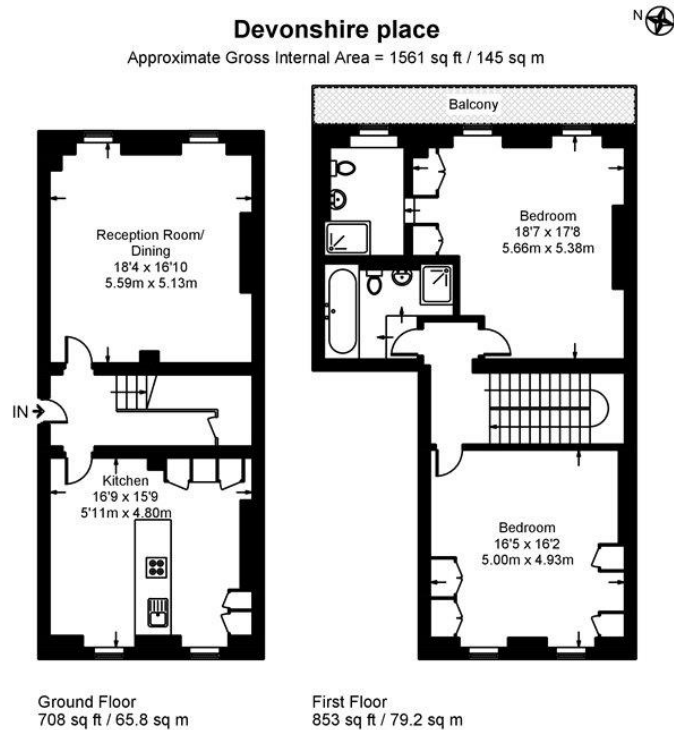 Devonshire place
Approximate Gross Internal Area = 1561 sq ft / 145 sq m
N
Balcony
Reception Room/
Dining
18'4 x 16'10
5.59m x 5.13m
Bedroom
18'7 x 17'8
5.66m x 5.38m
IN
Kitchen
16'9 x 15'9
5'11m x 4.80m
Bedroom
16'5 x 16'2
5.00m x 4.93m
Ground Floor
708 sq ft / 65.8 sq m
First Floor
853 sq ft / 79.2 sq m